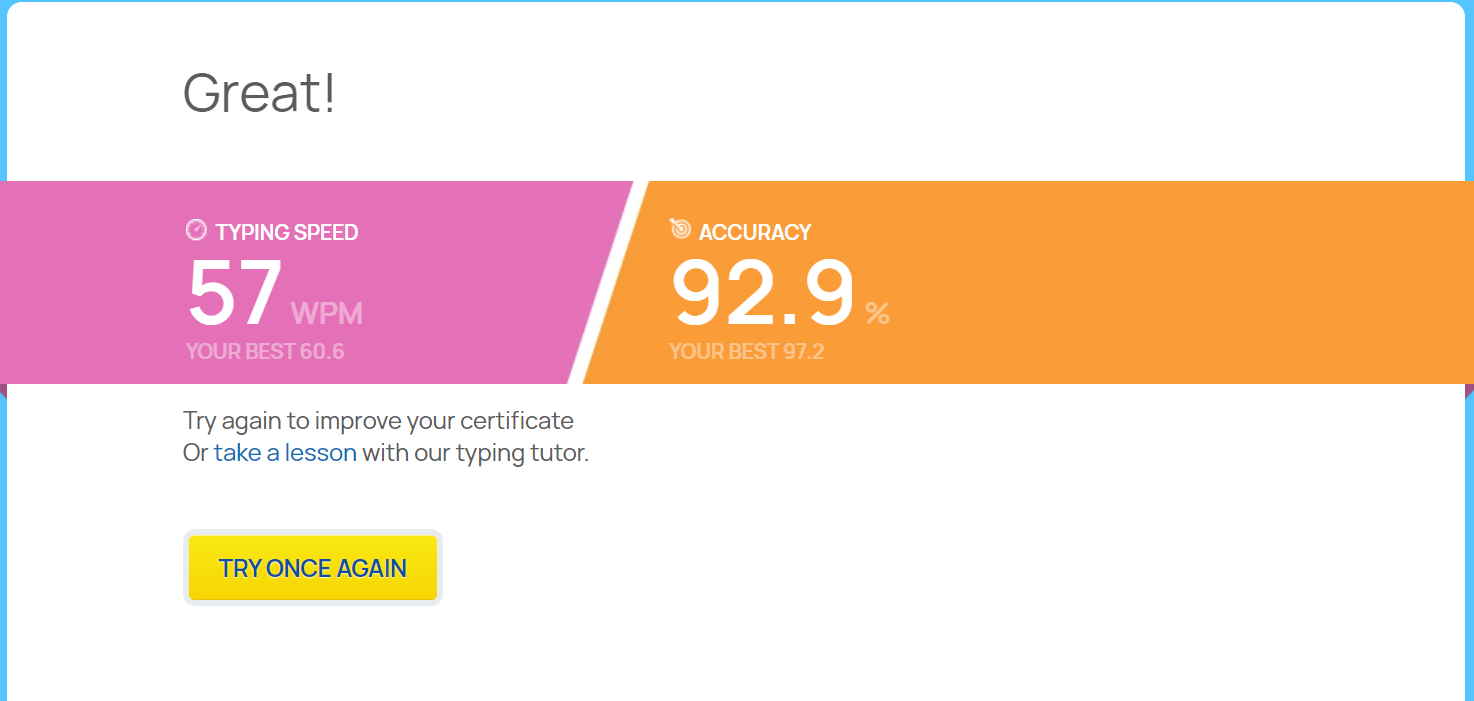 Great!
TYPING SPEED
57 WPM
YOUR BEST 60.6
ACCURACY
92.9 %
YOUR BEST 97.2
Try again to improve your certificate
Or take a lesson with our typing tutor.
TRY ONCE AGAIN